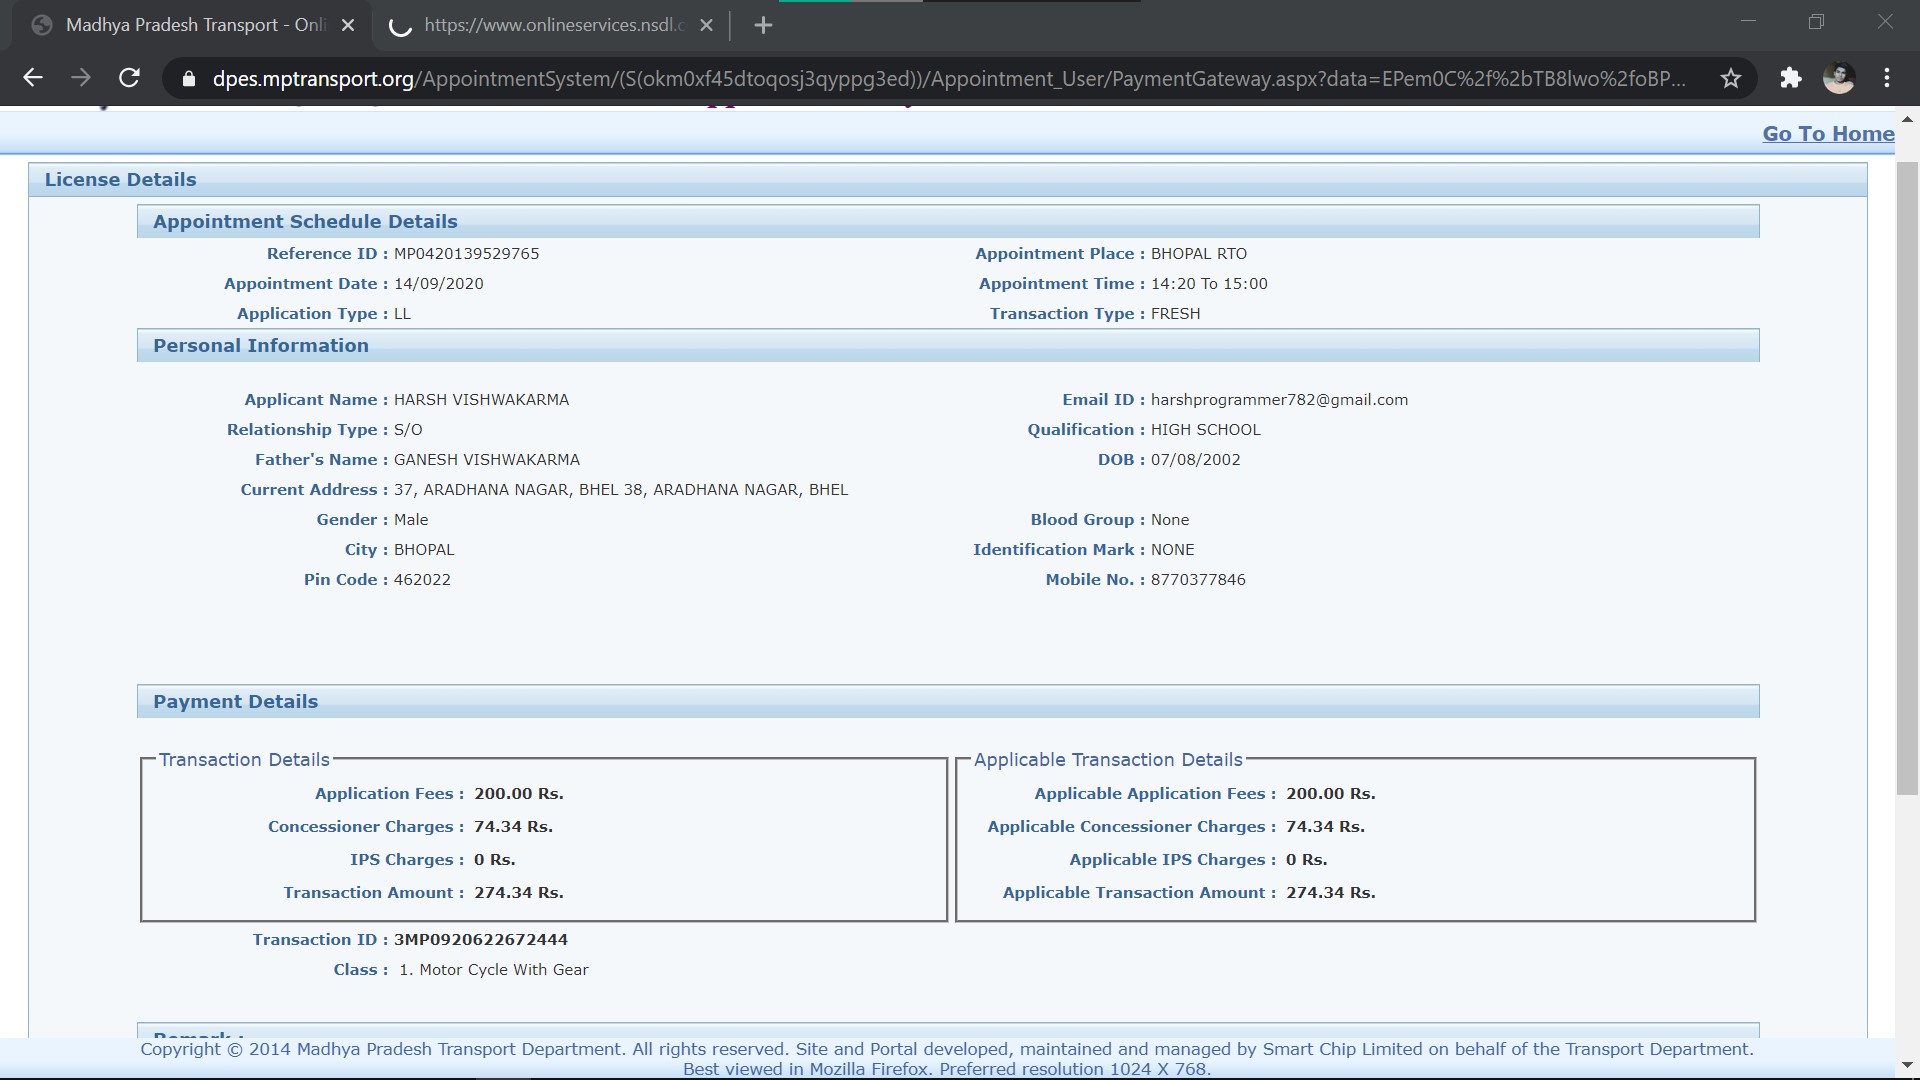 Madhya Pradesh Transport - Onli
https://www.onlineservices.nsdl.c
dpes.mptransport.org/AppointmentSystem/(S(okm0xf45dtoqosj3qyppg3ed))/Appointment_User/PaymentGateway.aspx?data=EPem0C%2f%2bTB8lwo%2foBP...
Go To Home
License Details
Appointment Schedule Details
Reference ID : MP0420139529765 Appointment Place : BHOPAL RTO
Appointment Date : 14/09/2020 Appointment Time : 14:20 To 15:00
Application Type : LL Transaction Type : FRESH
Personal Information
Applicant Name : HARSH VISHWAKARMA Email ID : harshprogrammer782@gmail.com
Relationship Type : S/O Qualification : HIGH SCHOOL
Father's Name : GANESH VISHWAKARMA DOB : 07/08/2002
Current Address : 37, ARADHANA NAGAR, BHEL 38, ARADHANA NAGAR, BHEL
Gender : Male Blood Group : None
City : BHOPAL Identification Mark : NONE
Pin Code : 462022 Mobile No. : 8770377846
Payment Details
Transaction Details
Application Fees : 200.00 Rs.
Concessioner Charges : 74.34 Rs.
IPS Charges : 0 Rs.
Transaction Amount : 274.34 Rs.
Applicable Transaction Details
Applicable Application Fees : 200.00 Rs.
Applicable Concessioner Charges : 74.34 Rs.
Applicable IPS Charges : 0 Rs.
Applicable Transaction Amount : 274.34 Rs.
Transaction ID : 3MP0920622672444
Class : 1. Motor Cycle With Gear
Remark :
Copyright © 2014 Madhya Pradesh Transport Department. All rights reserved. Site and Portal developed, maintained and managed by Smart Chip Limited on behalf of the Transport Department.
Best viewed in Mozilla Firefox. Preferred resolution 1024 X 768.